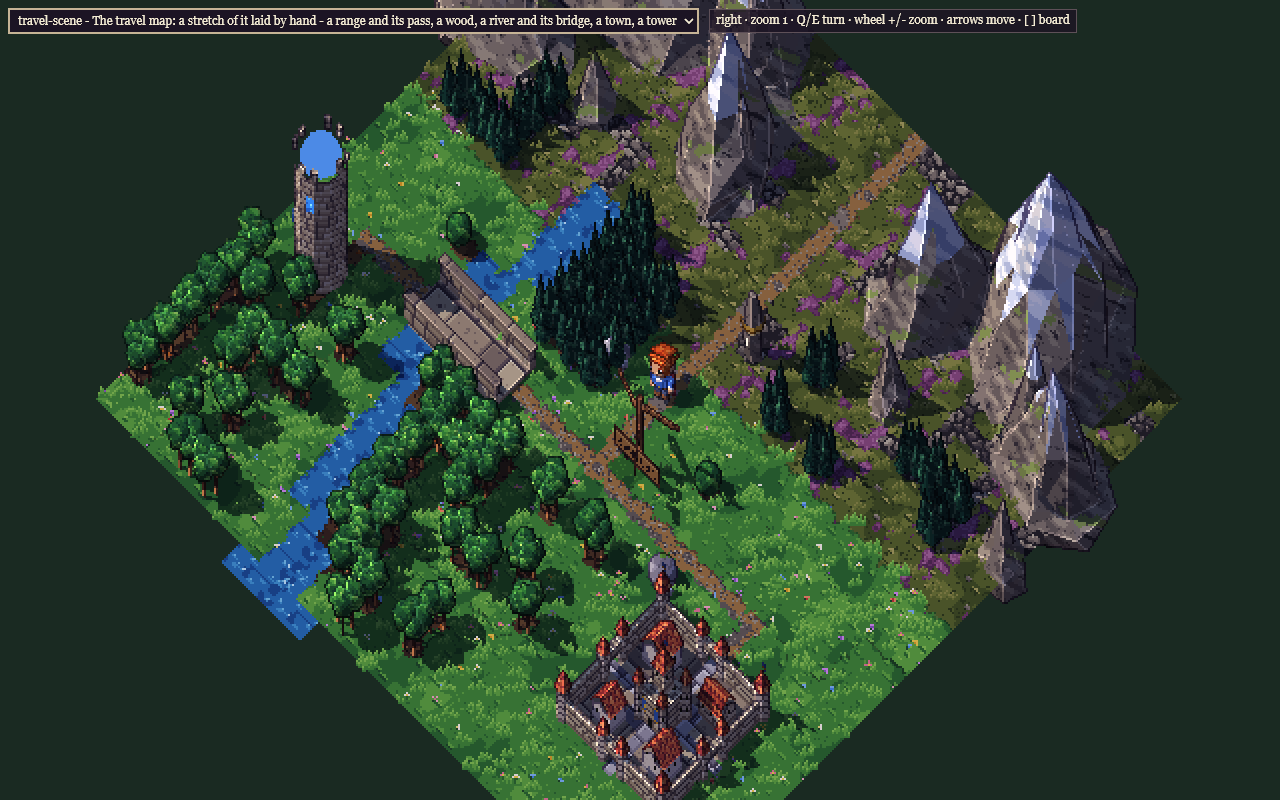 travel-scene - The travel map: a stretch of it laid by hand - a range and its pass, a wood, a river and its bridge, a town, a tower
right · zoom 1 · Q/E turn · wheel +/- zoom · arrows move · [ ] board